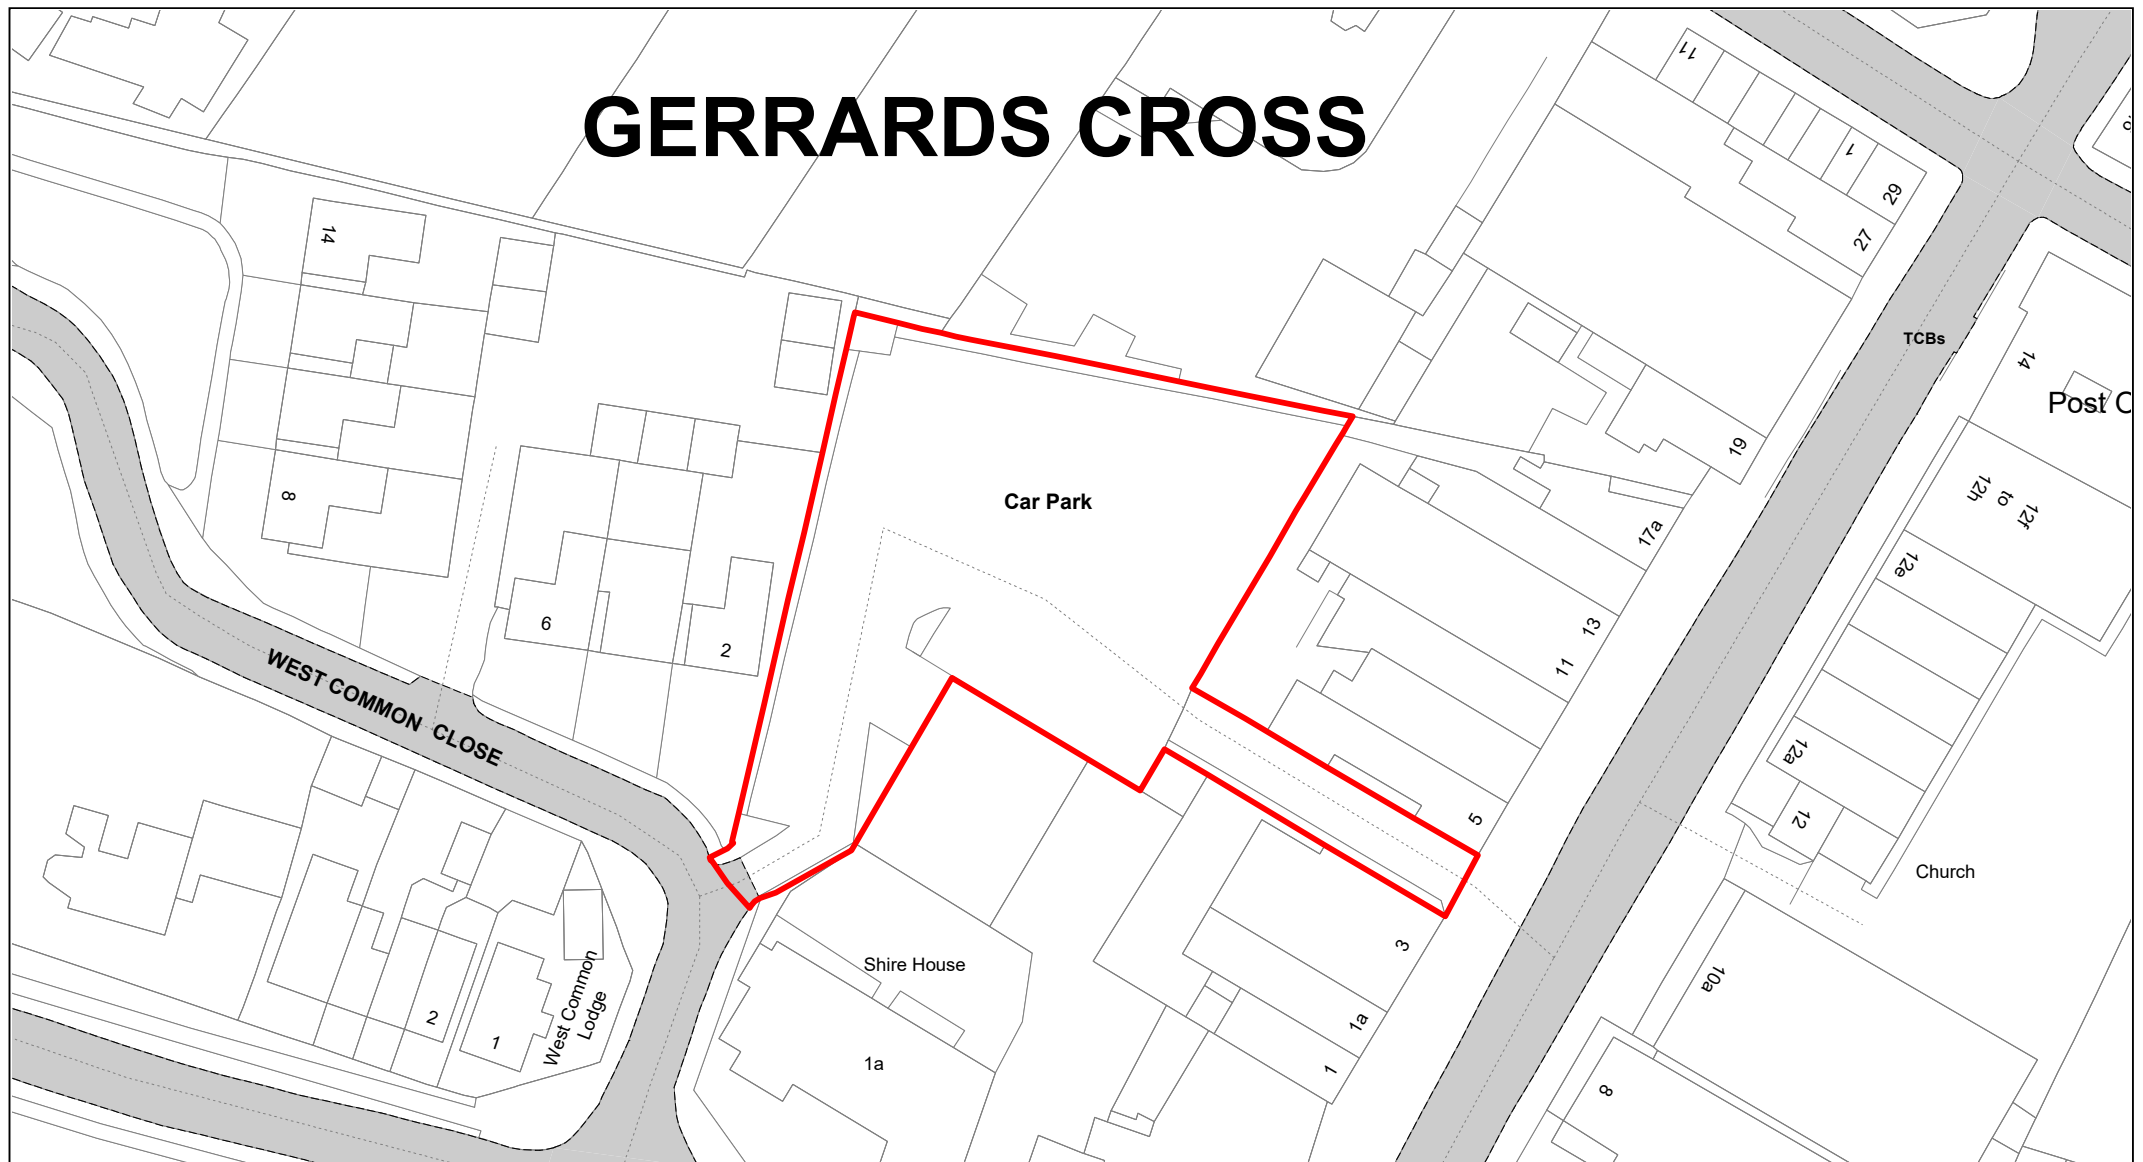 GERRARDS CROSS
11
1
29
27
14
TCBs
14
Post O
19
Car Park
12h
to
12f
8
17a
12e
6
2
13
11
WEST COMMON CLOSE
12a
5
12
Church
3
Shire House
10a
West Common
Lodge
2
1
1a
1a
1
8